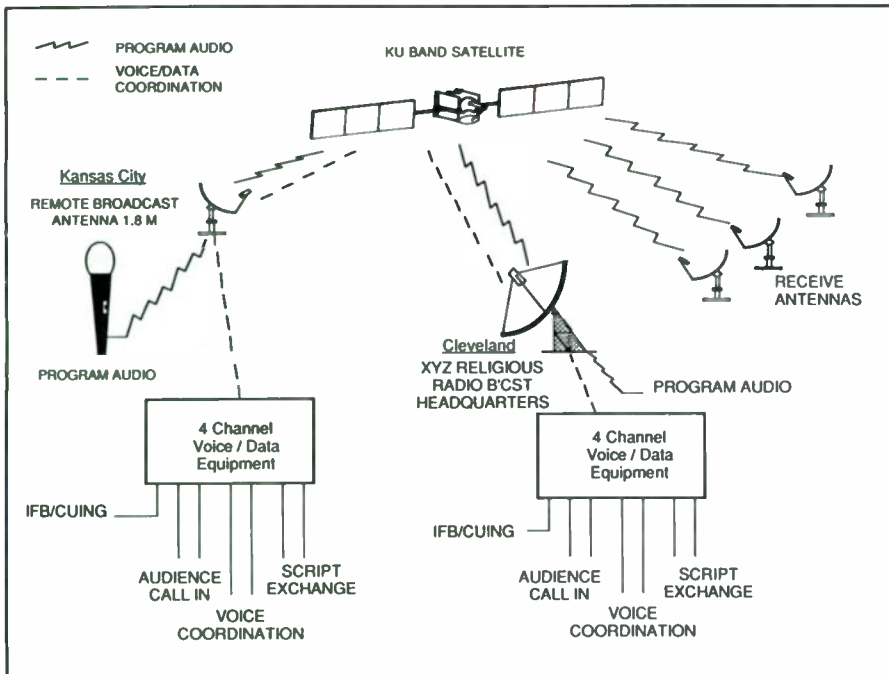 PROGRAM AUDIO
VOICE/DATA
COORDINATION
KU BAND SATELLITE
Kansas City
REMOTE BROADCAST
ANTENNA 1.8 M
PROGRAM AUDIO
RECEIVE
ANTENNAS
Cleveland
XYZ RELIGIOUS
RADIO B'CST
HEADQUARTERS
PROGRAM AUDIO
4 Channel
Voice / Data
Equipment
IFB/CUING
AUDIENCE
CALL IN
VOICE
COORDINATION
SCRIPT
EXCHANGE
4 Channel
Voice / Data
Equipment
IFB/CUING
AUDIENCE
CALL IN
VOICE
COORDINATION
SCRIPT
EXCHANGE